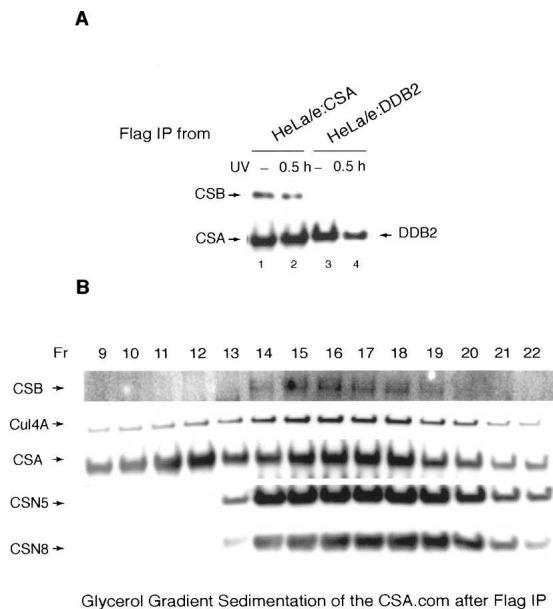 A
HeLa/e:CSA
HeLa/e:DDB2
Flag IP from
UV – 0.5 h – 0.5 h
CSB
CSA DDB2
1 2 3 4
B
Fr 9 10 11 12 13 14 15 16 17 18 19 20 21 22
CSB
Cul4A
CSA
CSN5
CSN8
Glycerol Gradient Sedimentation of the CSA.com after Flag IP